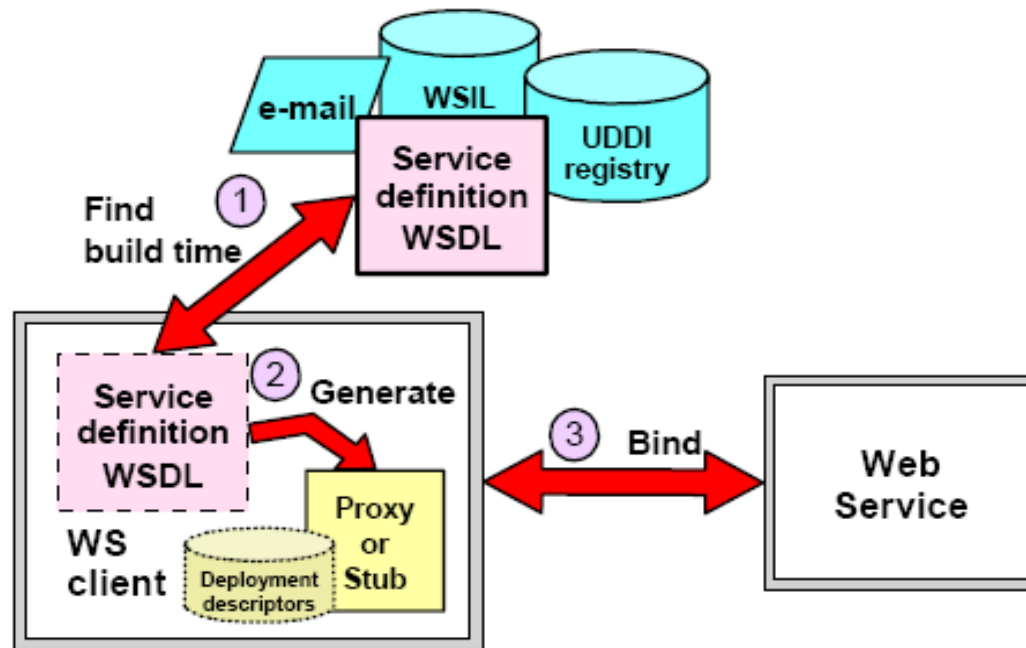 e-mail
WSIL
UDDI
registry
Service
definition
WSDL
1
Find
build time
2
Generate
Service
definition
WSDL
Proxy
or
Stub
WS
client
Deployment
descriptors
3
Bind
Web
Service